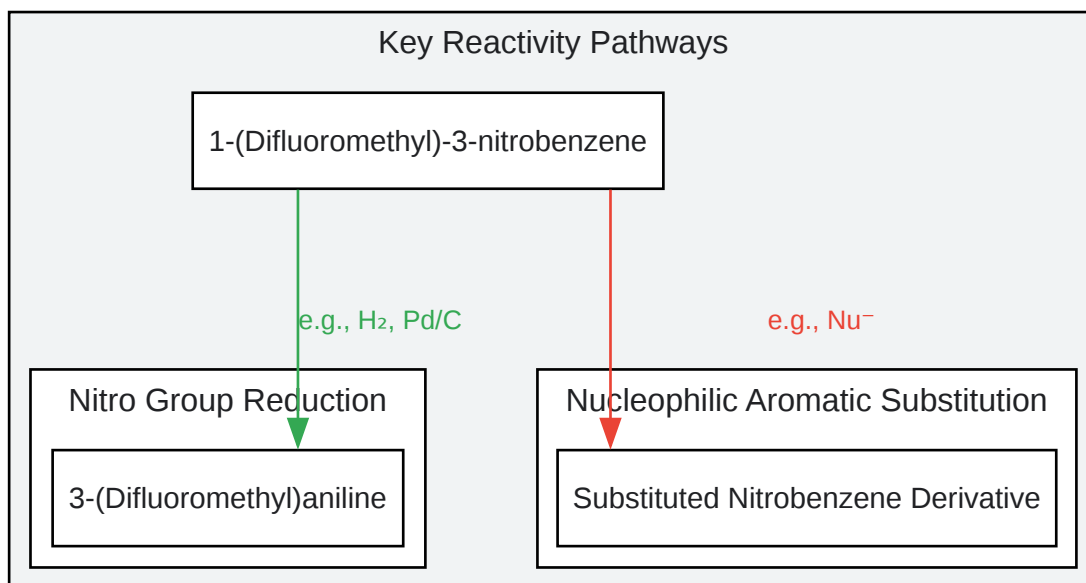 Key Reactivity Pathways
1-(Difluoromethyl)-3-nitrobenzene
e.g., H₂, Pd/C
e.g., Nu⁻
Nitro Group Reduction
Nucleophilic Aromatic Substitution
3-(Difluoromethyl)aniline
Substituted Nitrobenzene Derivative